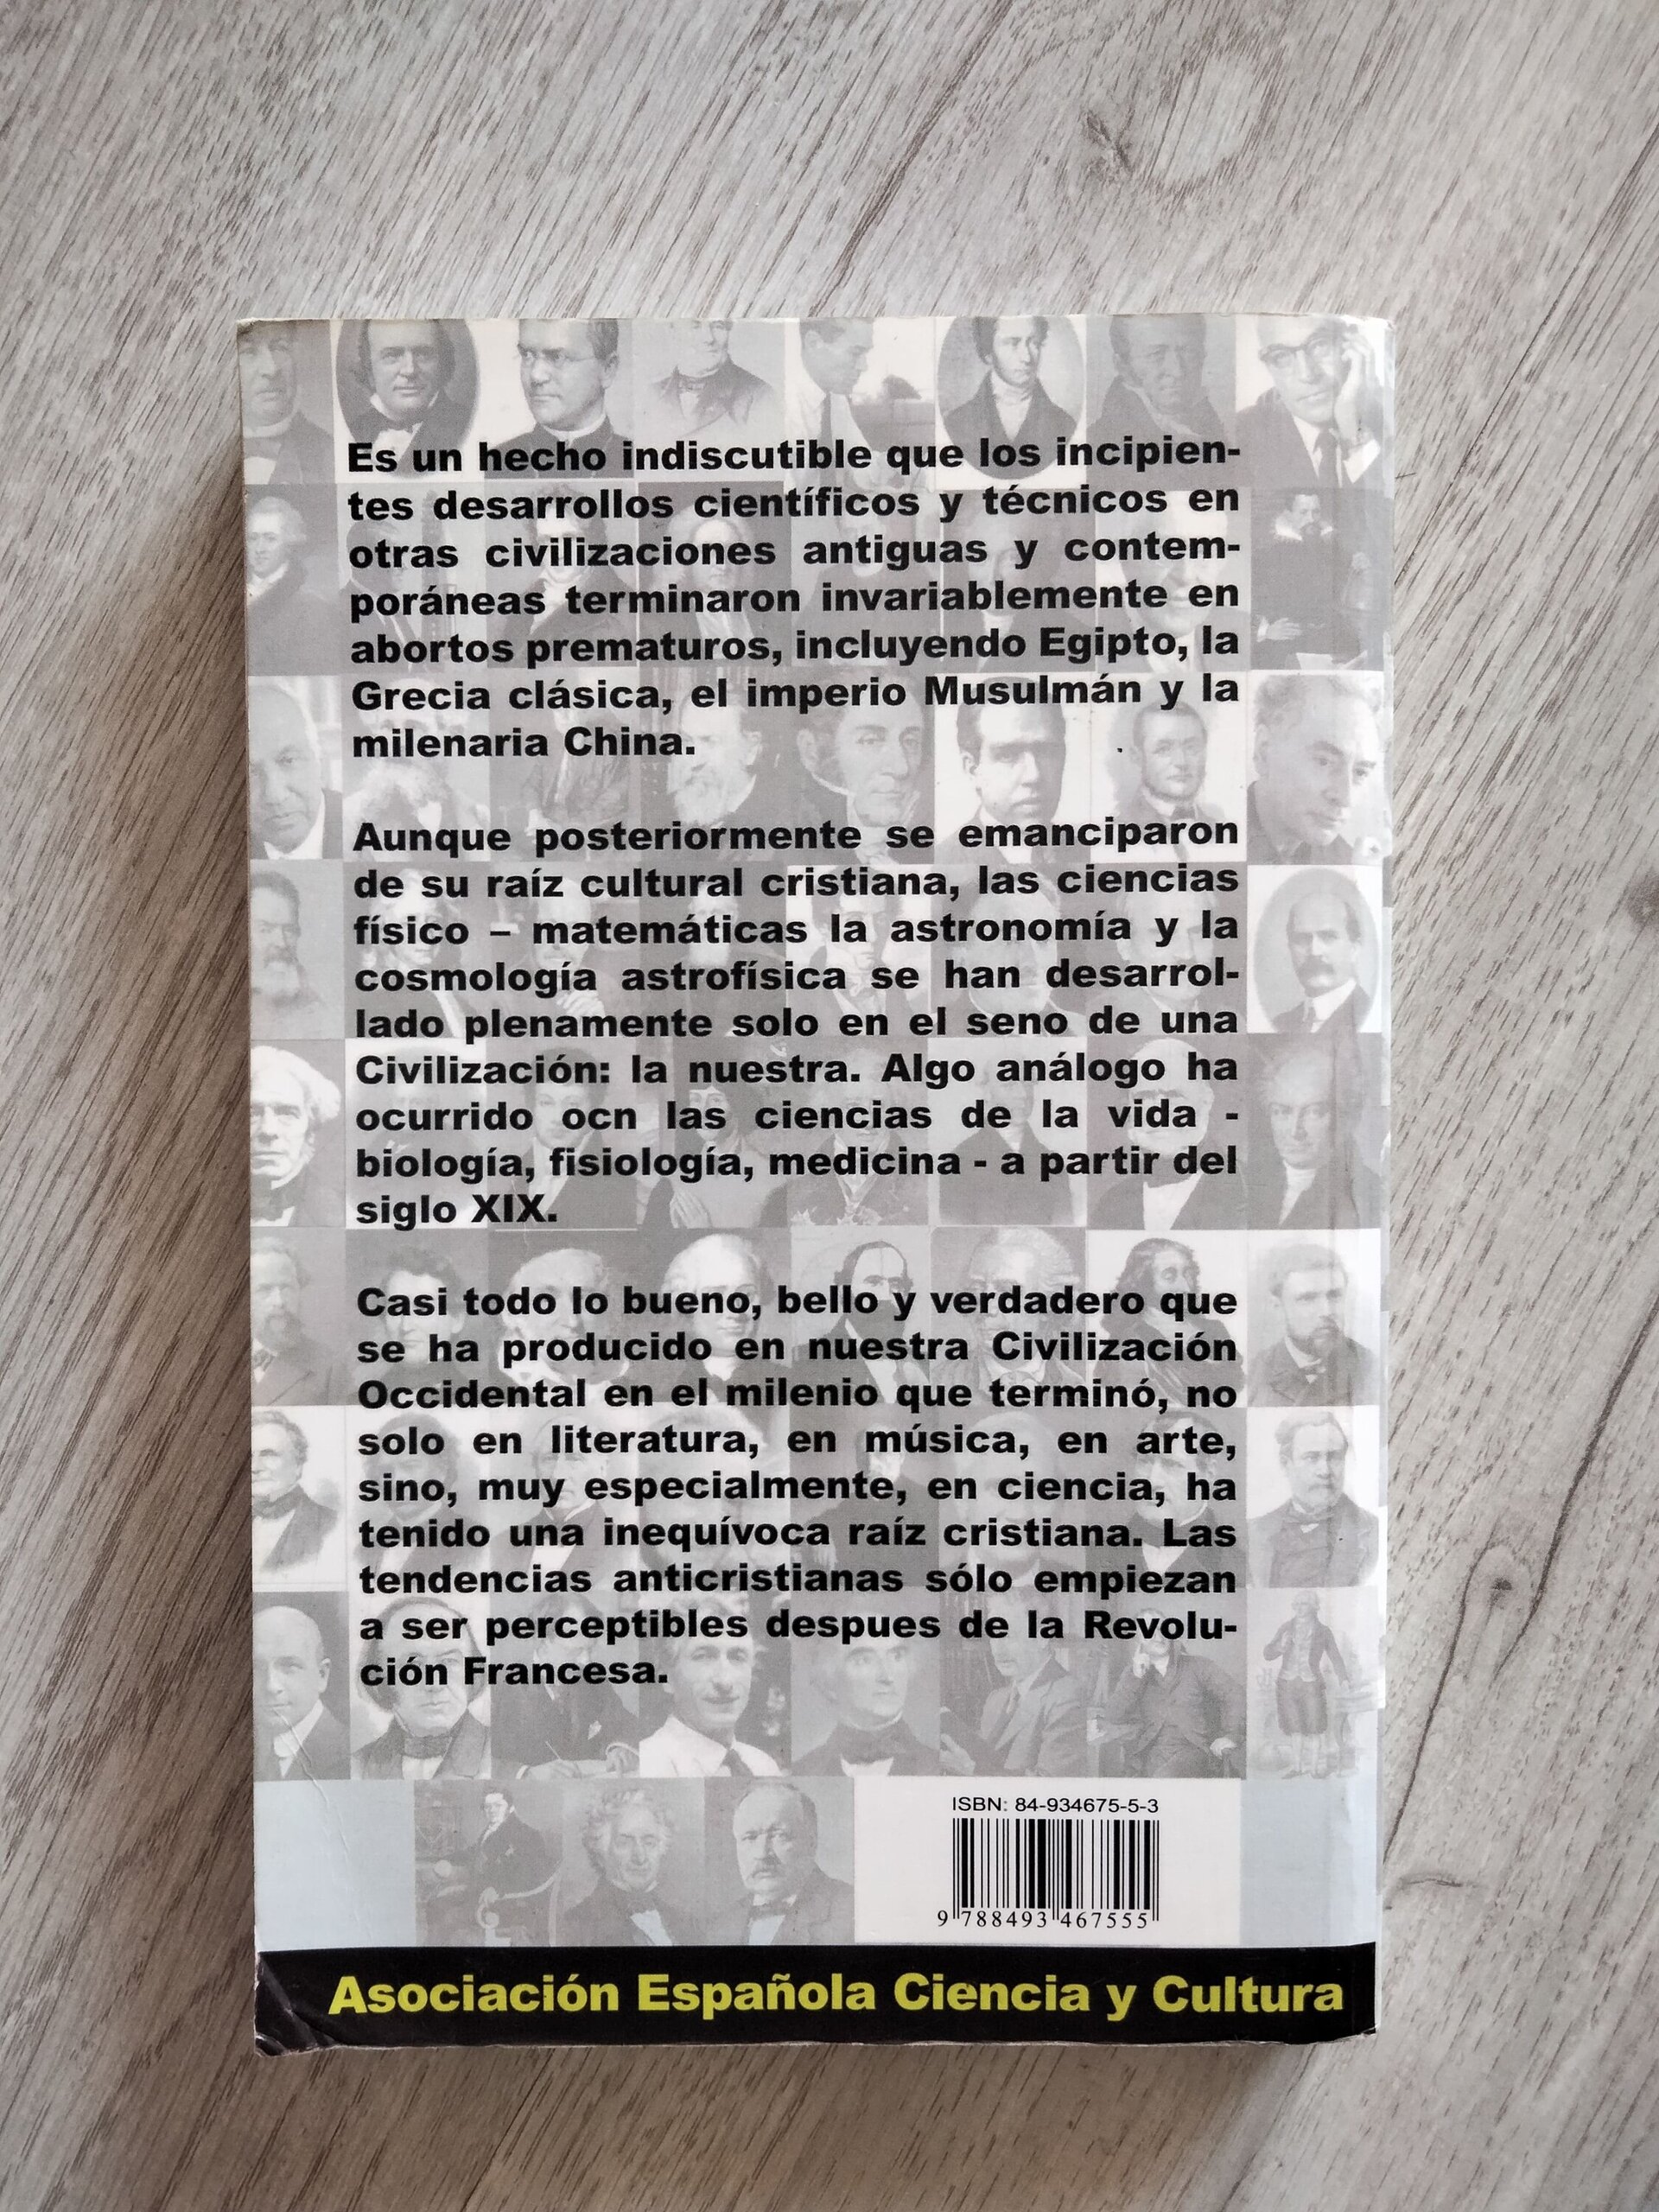 Es un hecho indiscutible que los incipien-
tes desarrollos científicos y técnicos en
otras civilizaciones antiguas y contem-
poráneas terminaron invariablemente en
abortos prematuros, incluyendo Egipto, la
Grecia clásica, el imperio Musulmán y la
milenaria China.
Aunque posteriormente se emanciparon
de su raíz cultural cristiana, las ciencias
físico – matemáticas la astronomía y la
cosmología astrofísica se han desarrol-
lado plenamente solo en el seno de una
Civilización: la nuestra. Algo análogo ha
ocurrido ocn las ciencias de la vida -
biología, fisiología, medicina - a partir del
siglo XIX.
Casi todo lo bueno, bello y verdadero que
se ha producido en nuestra Civilización
Occidental en el milenio que terminó, no
solo en literatura, en música, en arte,
sino, muy especialmente, en ciencia, ha
tenido una inequívoca raíz cristiana. Las
tendencias anticristianas sólo empiezan
a ser perceptibles despues de la Revolu-
ción Francesa.
ISBN: 84-934675-5-3
9 788493 467555
Asociación Española Ciencia y Cultura